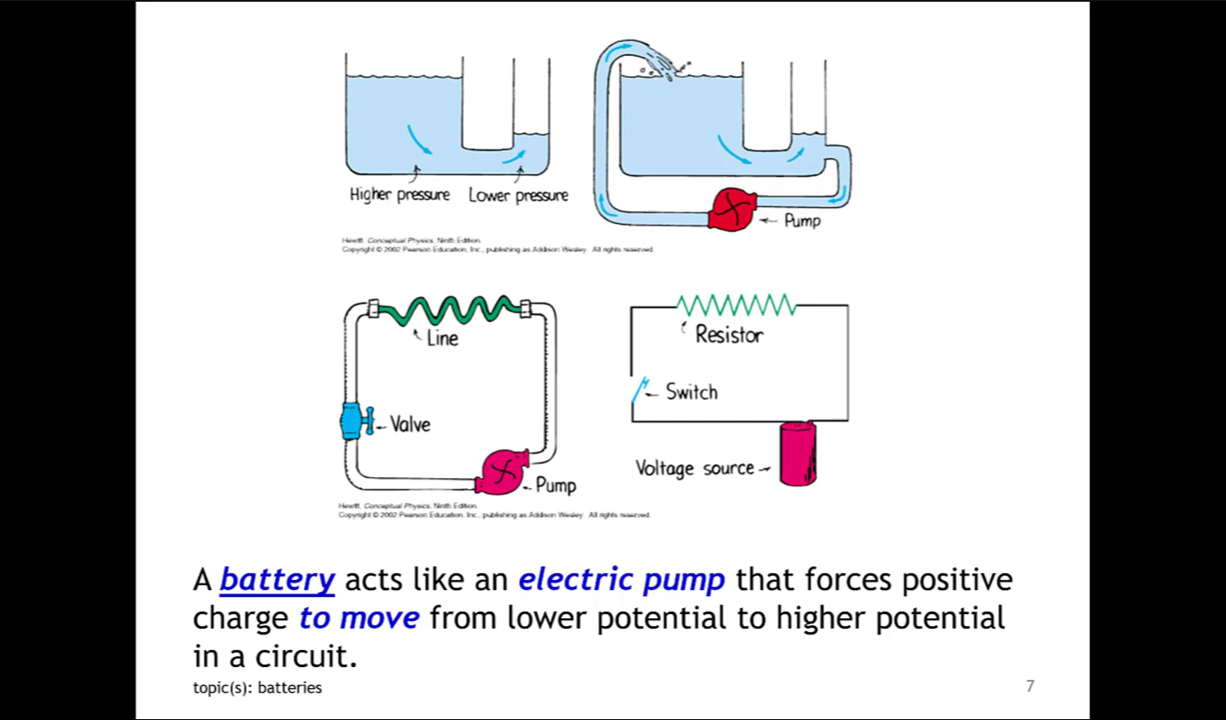 Higher pressure Lower pressure
Pump
Hewitt, Conceptual Physics, Ninth Edition.
Copyright © 2002 Pearson Education, Inc., publishing as Addison Wesley. All rights reserved.
Line
Valve
Pump
Resistor
Switch
Voltage source
Hewitt, Conceptual Physics, Ninth Edition.
Copyright © 2002 Pearson Education, Inc., publishing as Addison Wesley. All rights reserved.
A battery acts like an electric pump that forces positive
charge to move from lower potential to higher potential
in a circuit.
topic(s): batteries
7